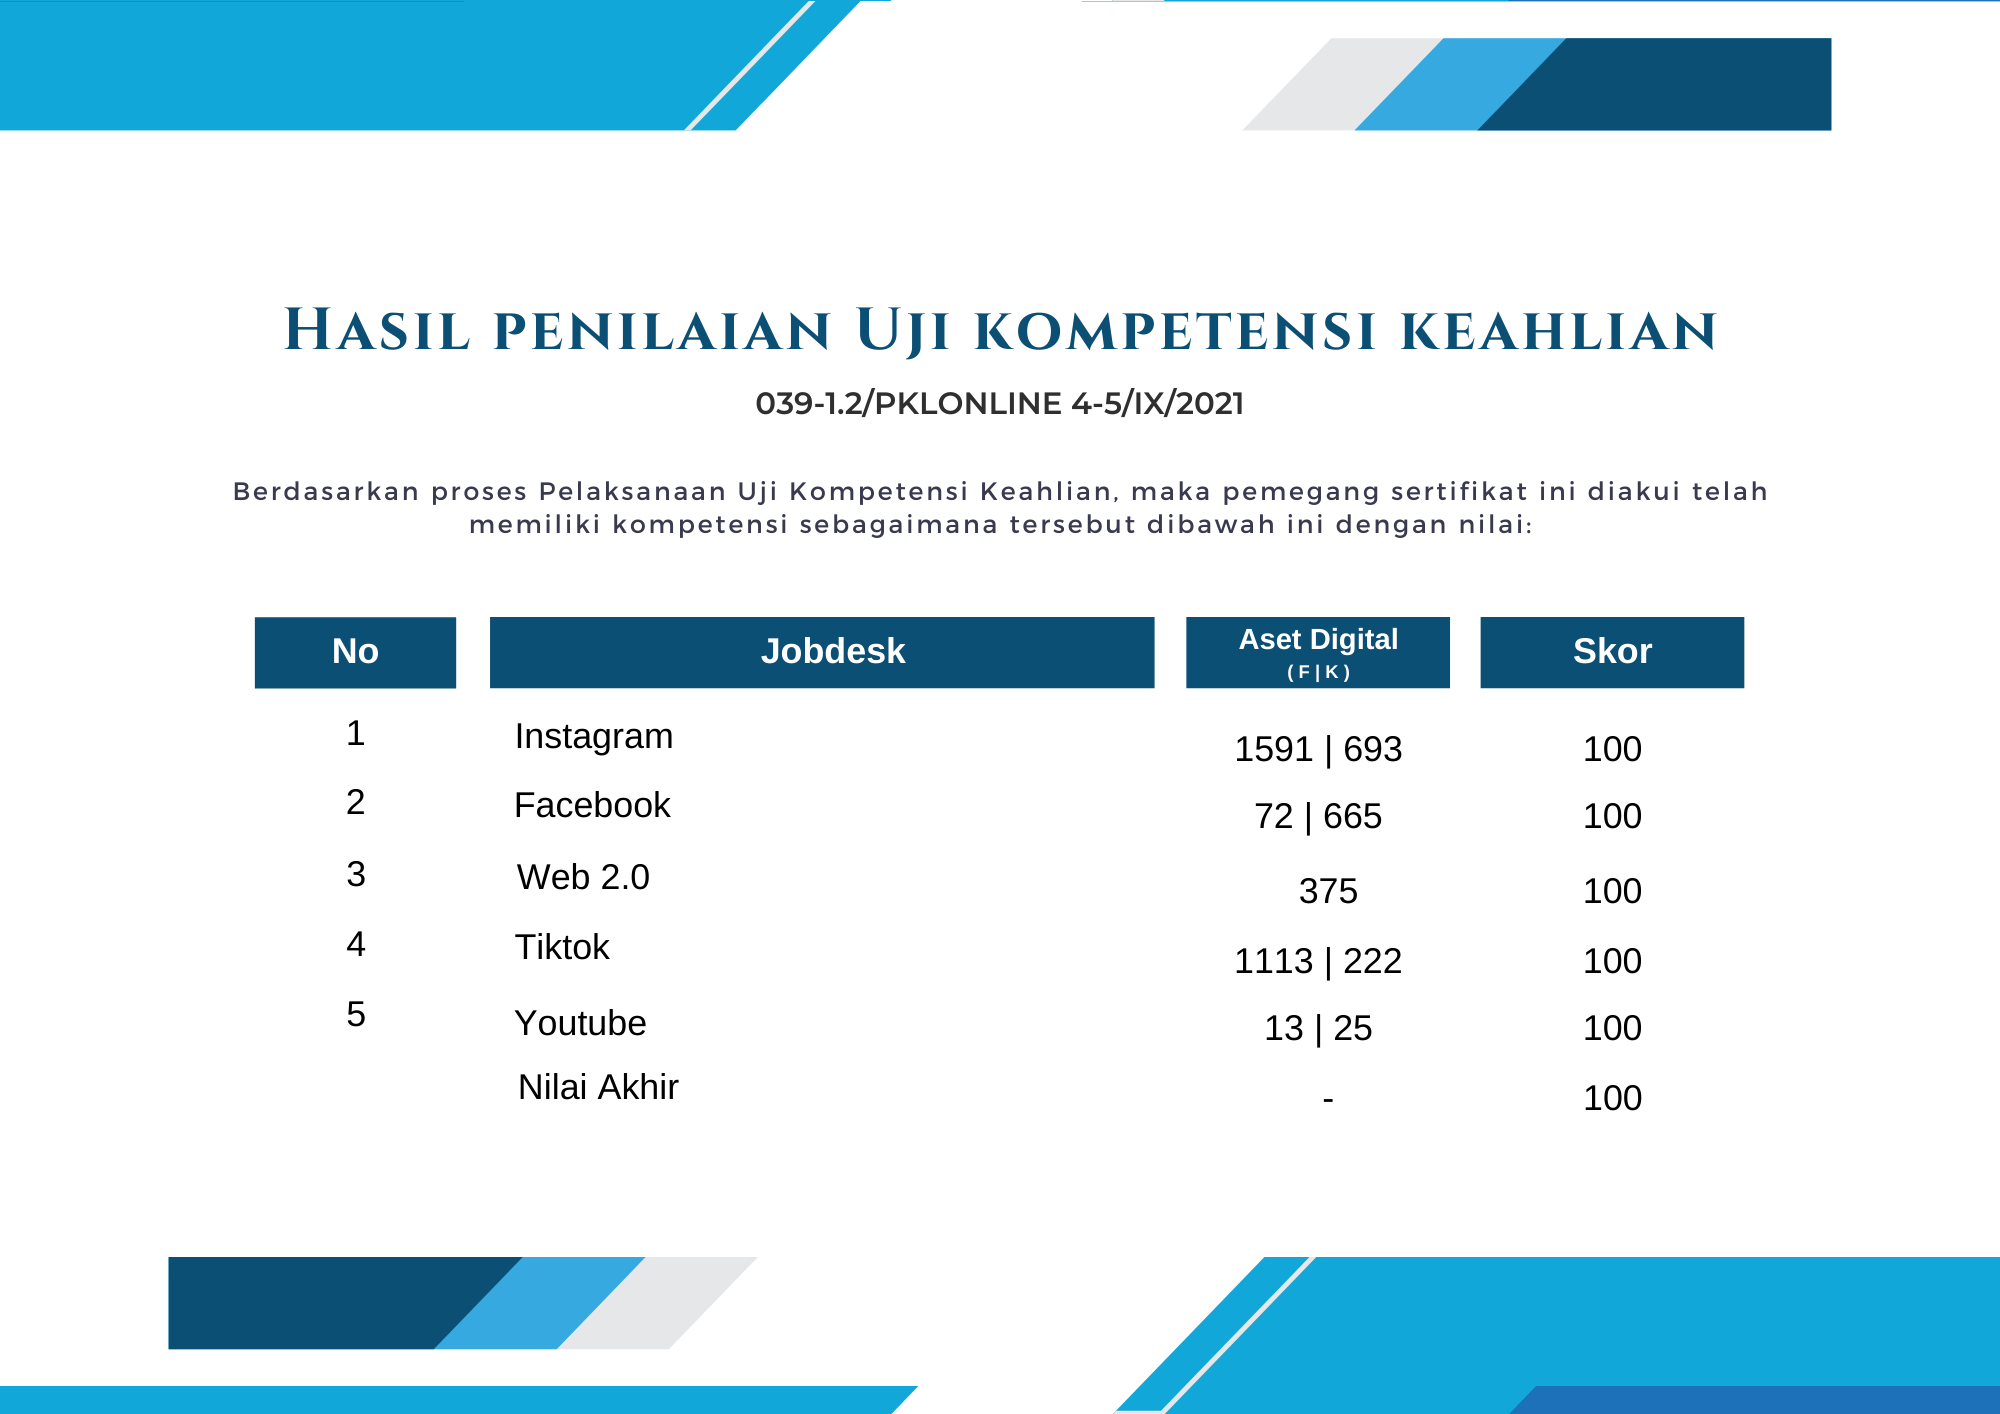 Hasil penilaian Uji kompetensi keahlian
039-1.2/PKLONLINE 4-5/IX/2021
Berdasarkan proses Pelaksanaan Uji Kompetensi Keahlian, maka pemegang sertifikat ini diakui telah
memiliki kompetensi sebagaimana tersebut dibawah ini dengan nilai:
No Jobdesk Aset Digital Skor
( F | K )
1 Instagram 1591 | 693 100
2 Facebook 72 | 665 100
3 Web 2.0 375 100
4 Tiktok 1113 | 222 100
5 Youtube 13 | 25 100
Nilai Akhir - 100